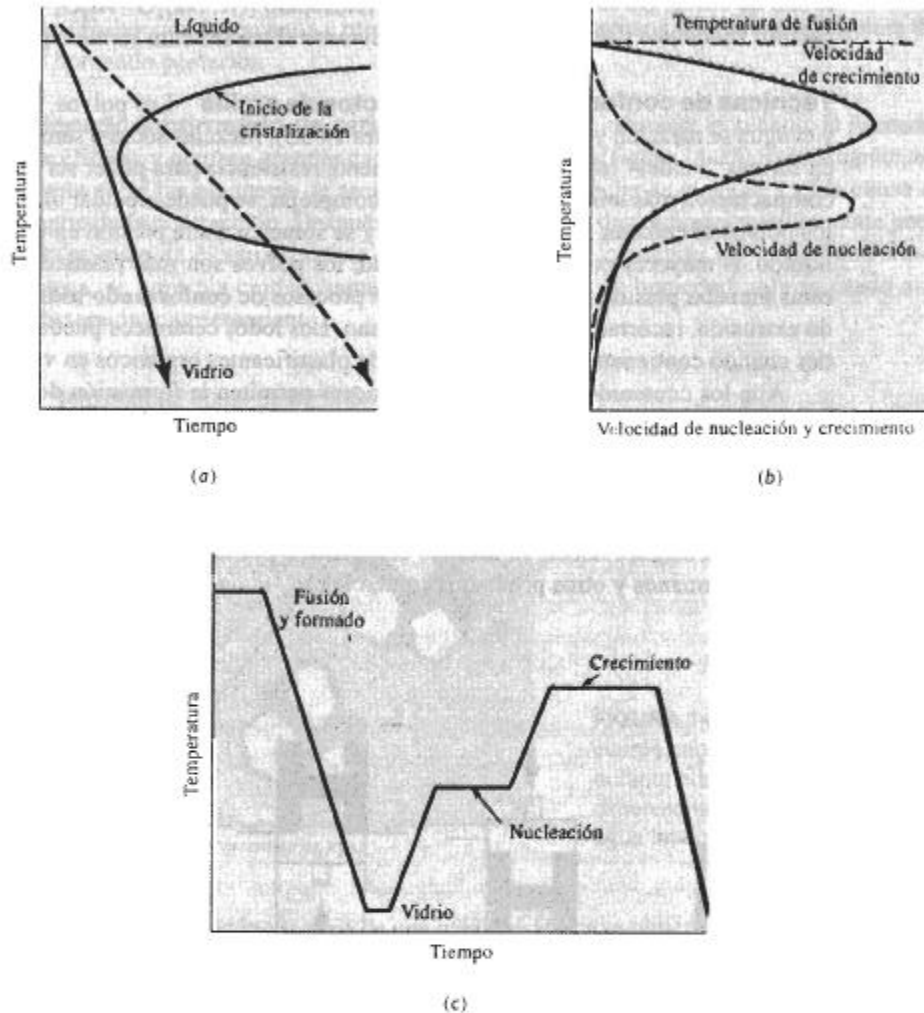 Líquido
Inicio de la
cristalización
Temperatura
Vidrio
Tiempo
(a)
Temperatura de fusión
Velocidad
de crecimiento
Temperatura
Velocidad de nucleación
Velocidad de nucleación y crecimiento
(b)
Fusión
y formado
Crecimiento
Temperatura
Nucleación
Vidrio
Tiempo
(c)